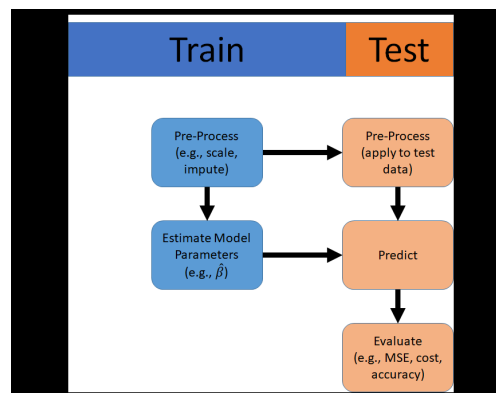 Train
Test
Pre-Process
(e.g., scale,
impute)
Pre-Process
(apply to test
data)
Estimate Model
Parameters
(e.g., β̂)
Predict
Evaluate
(e.g., MSE, cost,
accuracy)